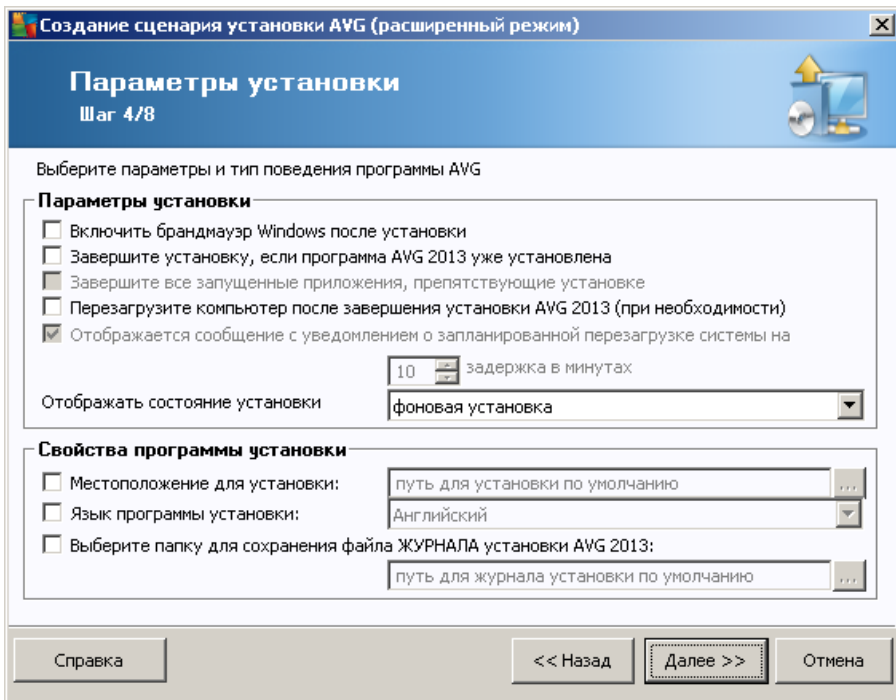 Создание сценария установки AVG (расширенный режим)
Параметры установки
Шаг 4/8
Выберите параметры и тип поведения программы AVG
Параметры установки
Включить брандмауэр Windows после установки
Завершите установку, если программа AVG 2013 уже установлена
Завершите все запущенные приложения, препятствующие установке
Перезагрузите компьютер после завершения установки AVG 2013 (при необходимости)
Отображается сообщение с уведомлением о запланированной перезагрузке системы на
10 задержка в минутах
Отображать состояние установки фоновая установка
Свойства программы установки
Местоположение для установки: путь для установки по умолчанию ...
Язык программы установки: Английский
Выберите папку для сохранения файла ЖУРНАЛА установки AVG 2013:
путь для журнала установки по умолчанию ...
Справка << Назад Далее >> Отмена